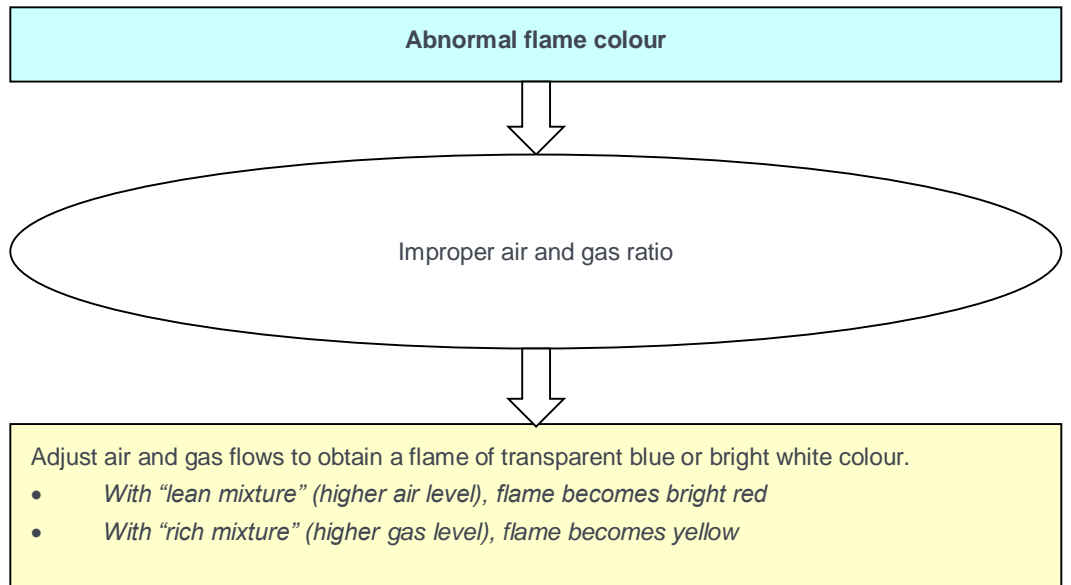 Abnormal flame colour
Improper air and gas ratio
Adjust air and gas flows to obtain a flame of transparent blue or bright white colour.
• With “lean mixture” (higher air level), flame becomes bright red
• With “rich mixture” (higher gas level), flame becomes yellow